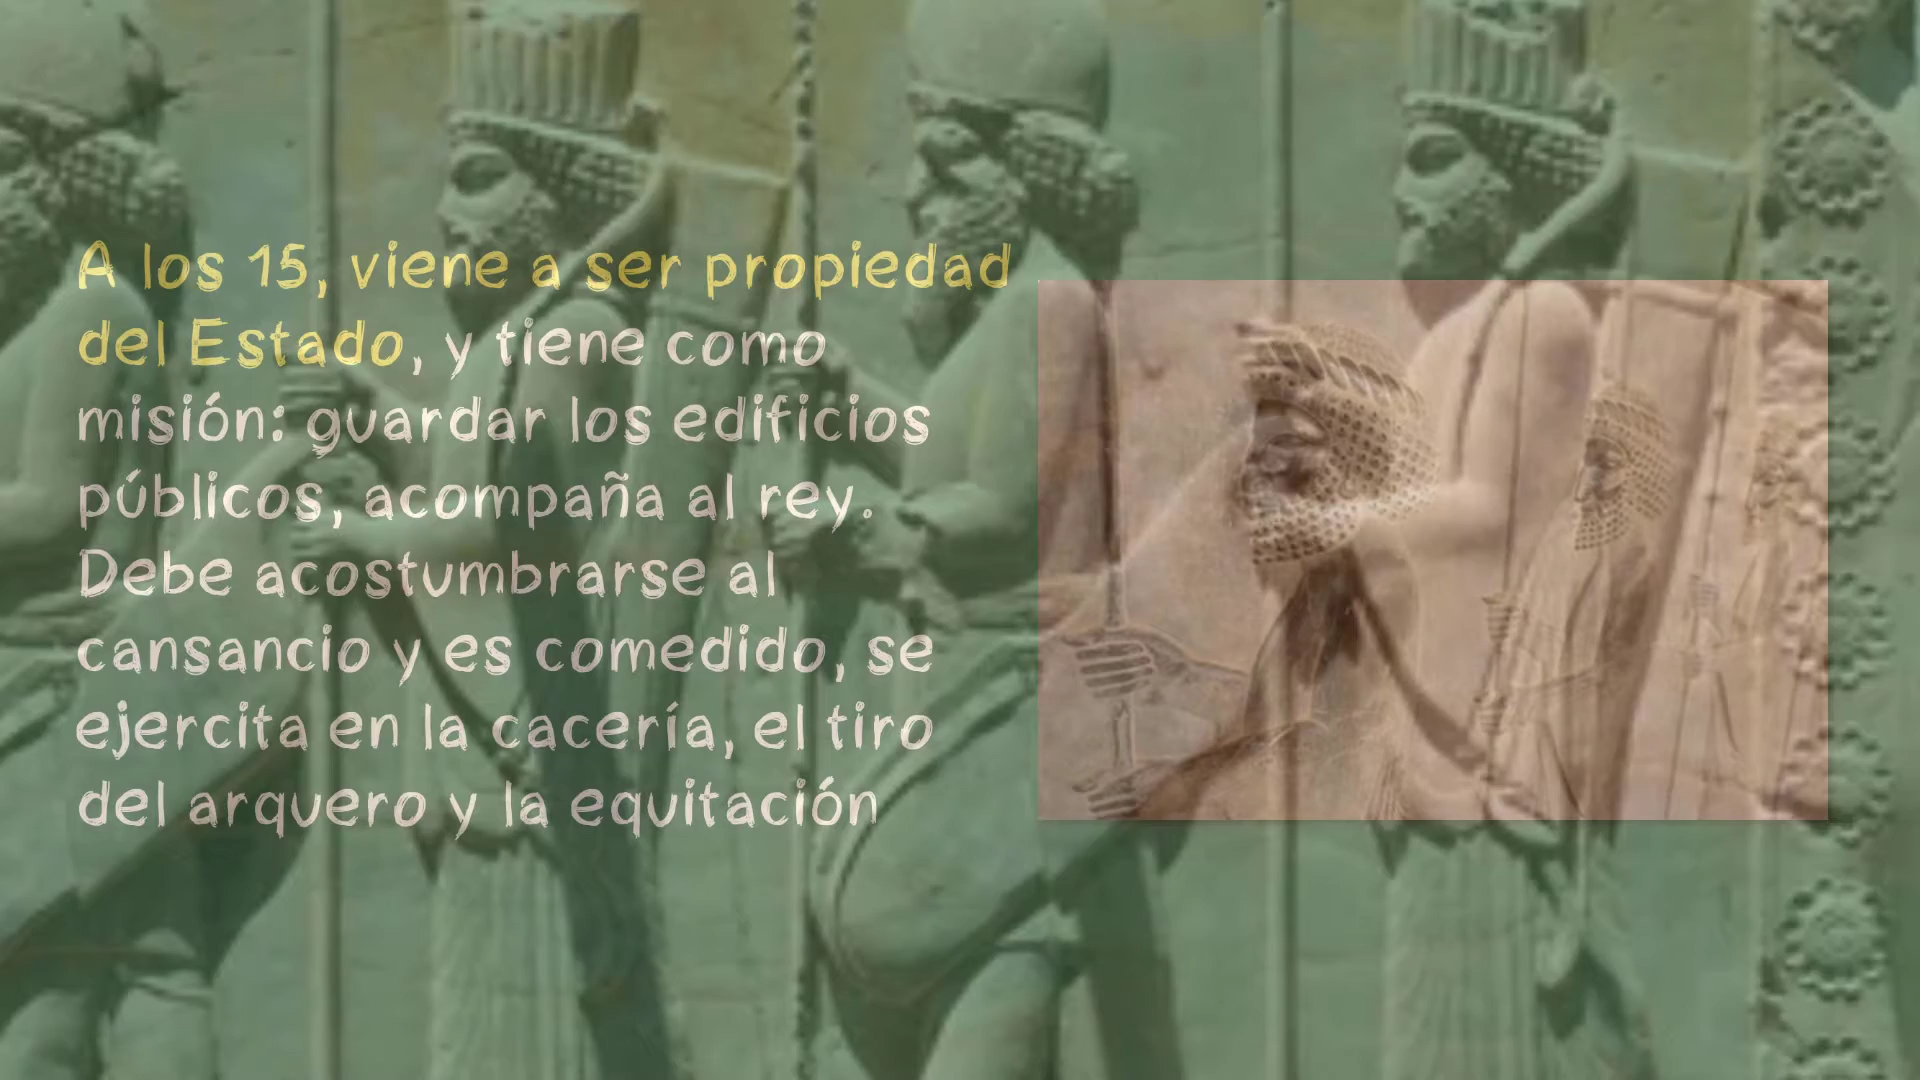 A los 15, viene a ser propiedad
del Estado, y tiene como
misión: guardar los edificios
públicos, acompaña al rey.
Debe acostumbrarse al
cansancio y es comedido, se
ejercita en la cacería, el tiro
del arquero y la equitación